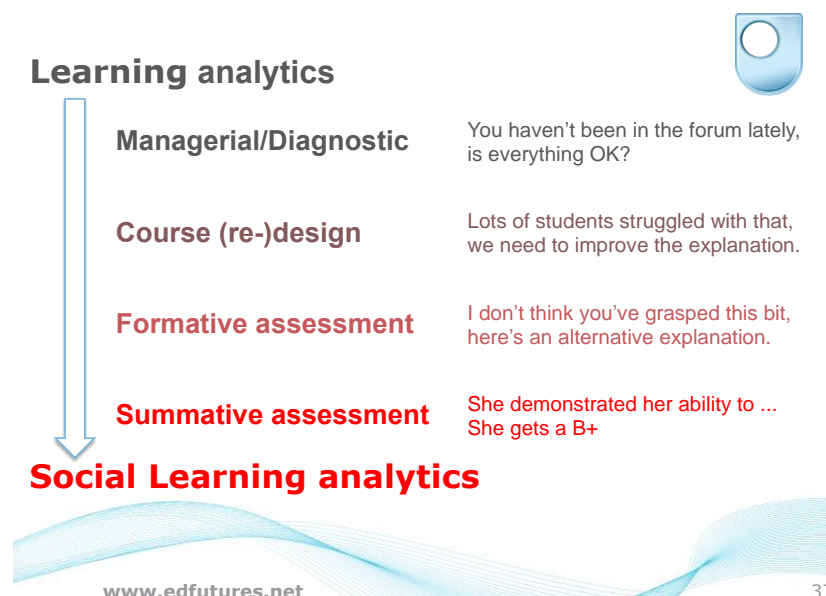 Learning analytics
Managerial/Diagnostic
You haven't been in the forum lately,
is everything OK?
Course (re-)design
Lots of students struggled with that,
we need to improve the explanation.
Formative assessment
I don't think you've grasped this bit,
here's an alternative explanation.
Summative assessment
She demonstrated her ability to ...
She gets a B+
Social Learning analytics
www.edfutures.net